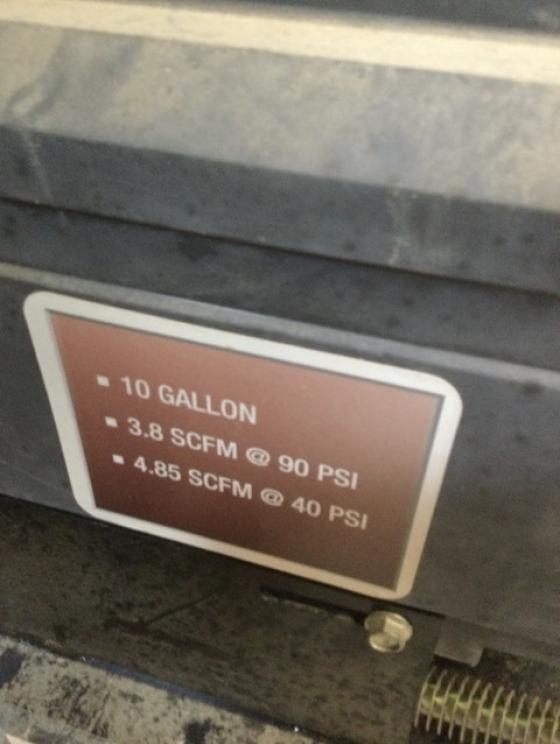 ▪ 10 GALLON
▪ 3.8 SCFM @ 90 PSI
▪ 4.85 SCFM @ 40 PSI